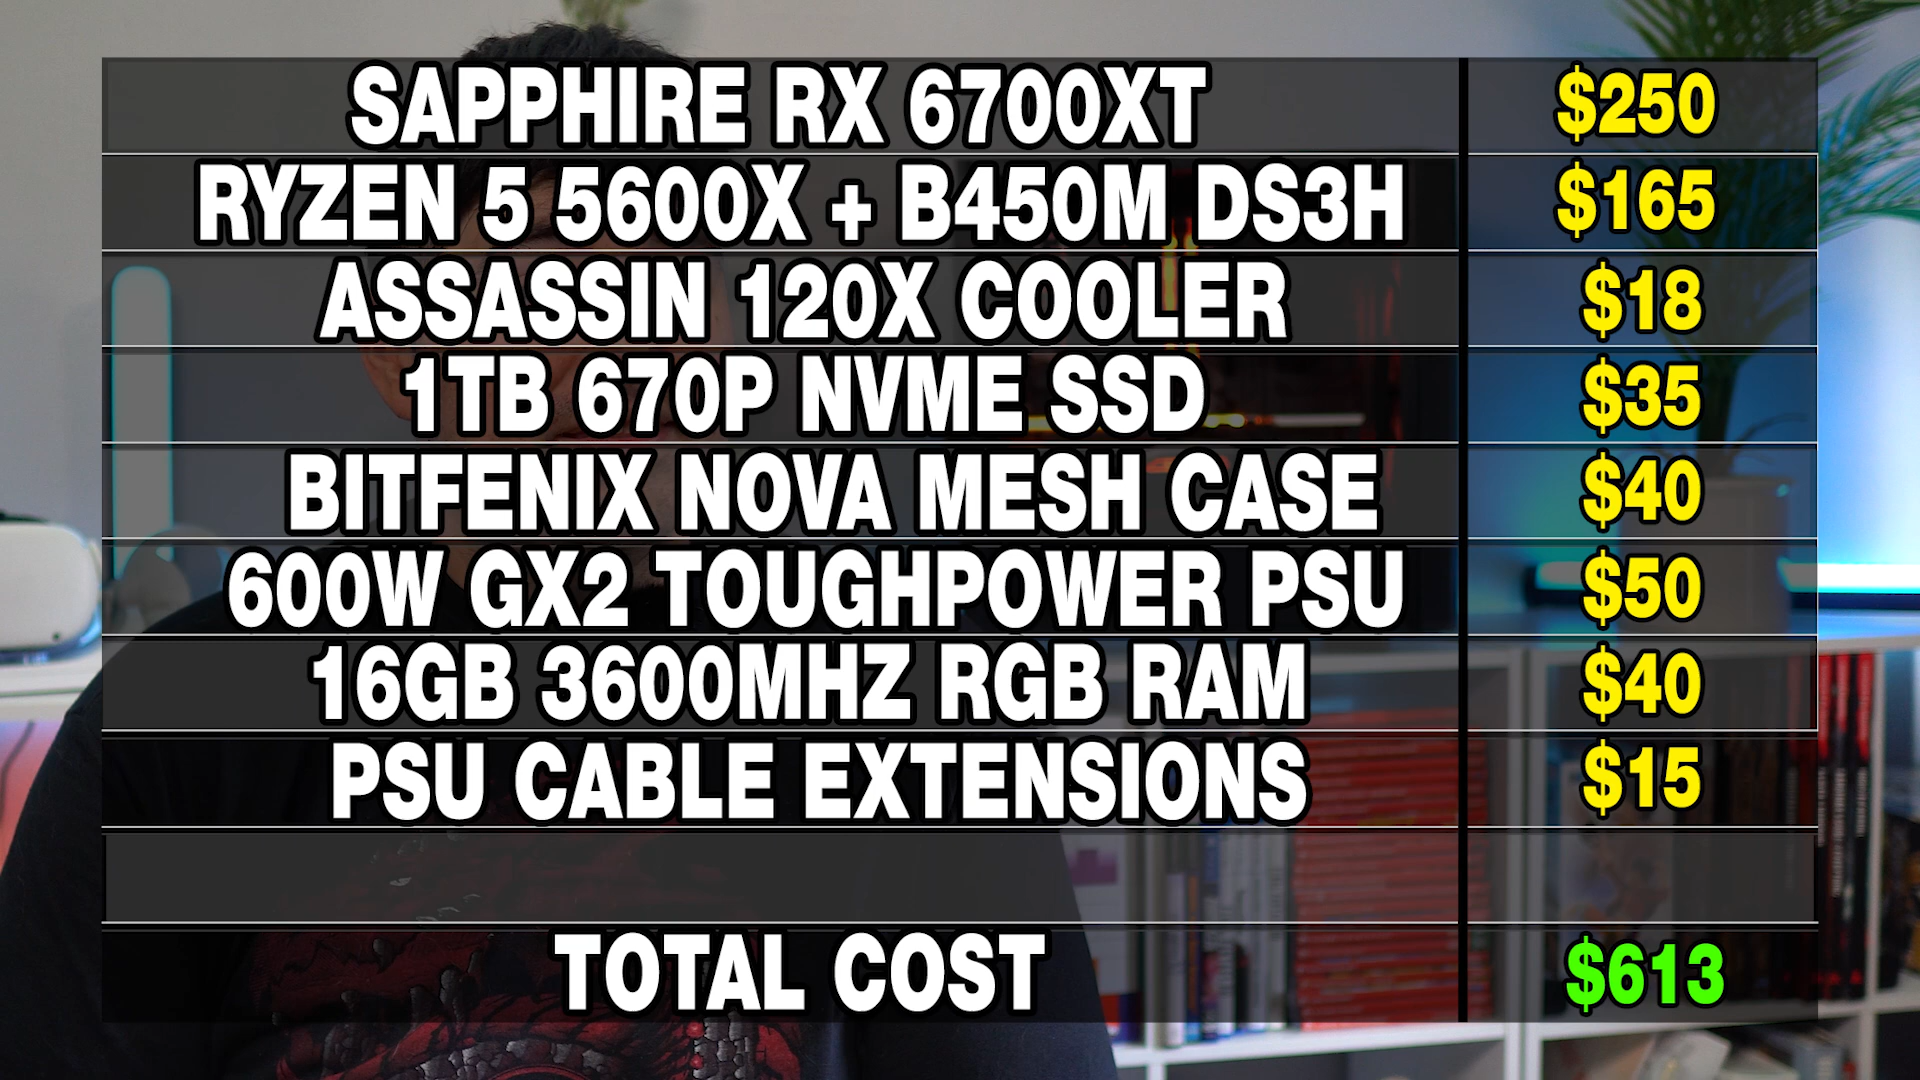 SAPPHIRE RX 6700XT $250
RYZEN 5 5600X + B450M DS3H $165
ASSASSIN 120X COOLER $18
1TB 670P NVME SSD $35
BITFENIX NOVA MESH CASE $40
600W GX2 TOUGHPOWER PSU $50
16GB 3600MHZ RGB RAM $40
PSU CABLE EXTENSIONS $15
TOTAL COST $613